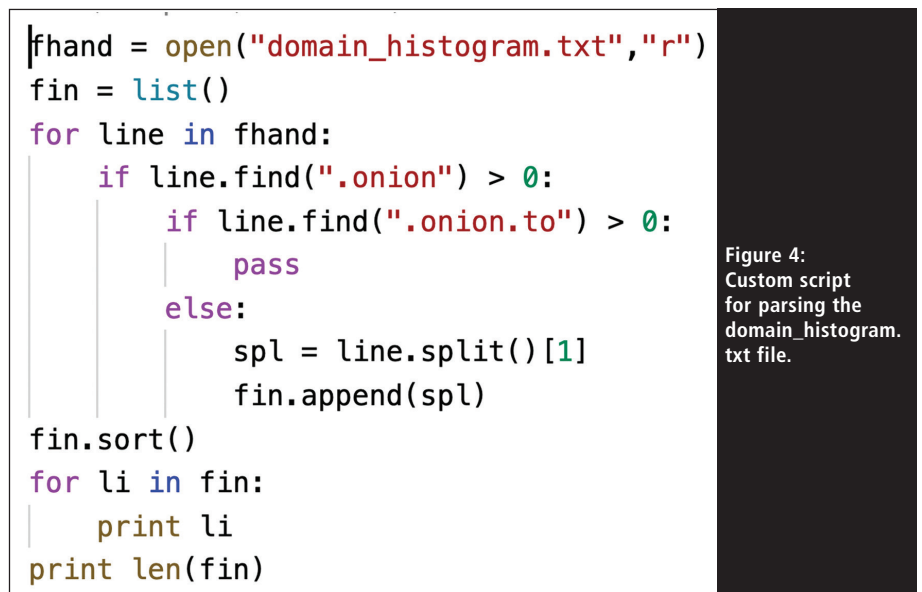 fhand = open("domain_histogram.txt","r")
fin = list()
for line in fhand:
    if line.find(".onion") > 0:
        if line.find(".onion.to") > 0:
            pass
        else:
            spl = line.split()[1]
            fin.append(spl)
fin.sort()
for li in fin:
    print li
print len(fin)
Figure 4:
Custom script
for parsing the
domain_histogram.
txt file.